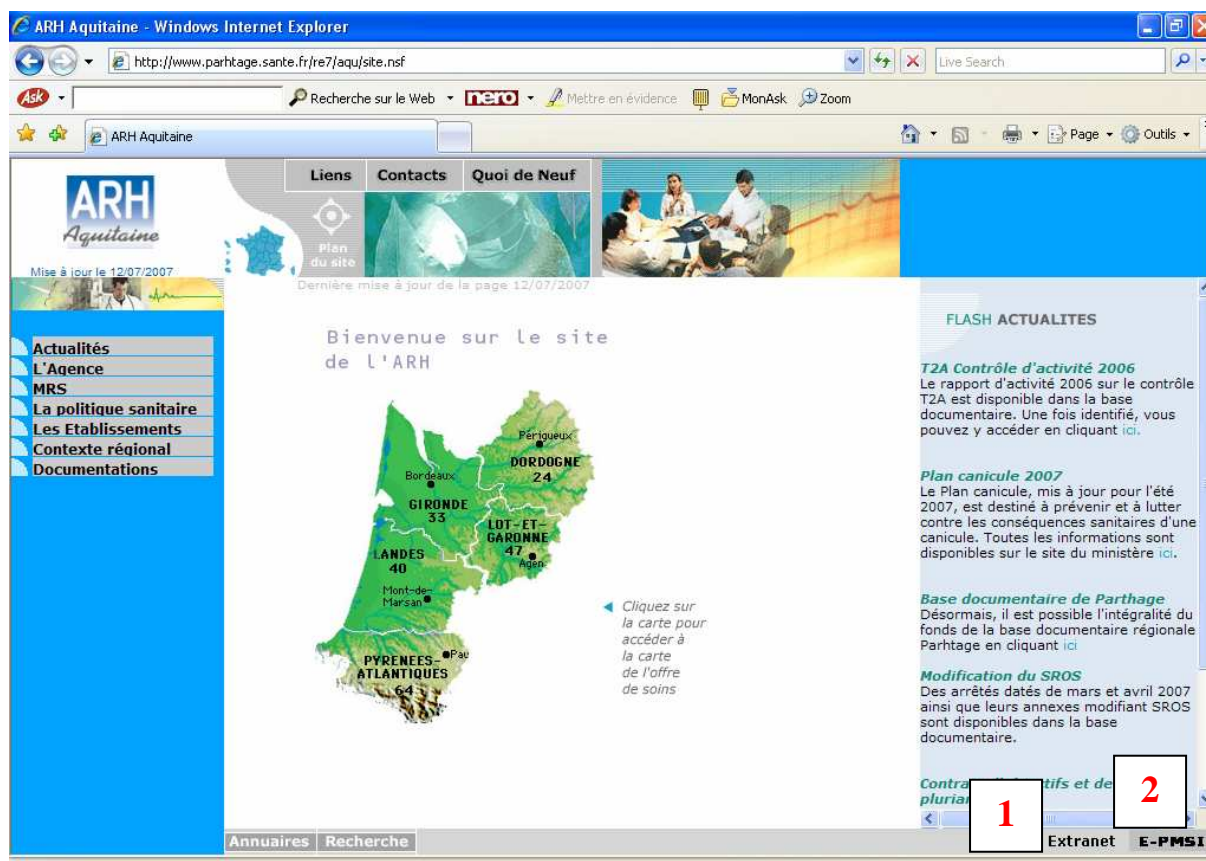 ARH Aquitaine - Windows Internet Explorer
http://www.parhtage.sante.fr/re7/aqu/site.nsf
Live Search
Ask
Recherche sur le Web
nero
Mettre en évidence
MonAsk
Zoom
ARH Aquitaine
Page
Outils
Liens
Contacts
Quoi de Neuf
ARH
Aquitaine
Plan
du site
Mise à jour le 12/07/2007
Dernière mise à jour de la page 12/07/2007
Actualités
L'Agence
MRS
La politique sanitaire
Les Etablissements
Contexte régional
Documentations
Bienvenue sur le site
de l'ARH
Périgueux
DORDOGNE
24
Bordeaux
GIRONDE
33
LOT-ET-
GARONNE
47
Agen
LANDES
40
Mont-de-
Marsan
Pau
PYRENEES-
ATLANTIQUES
64
Cliquez sur
la carte pour
accéder à
la carte
de l'offre
de soins
FLASH ACTUALITES
T2A Contrôle d'activité 2006
Le rapport d'activité 2006 sur le contrôle
T2A est disponible dans la base
documentaire. Une fois identifié, vous
pouvez y accéder en cliquant ici.
Plan canicule 2007
Le Plan canicule, mis à jour pour l'été
2007, est destiné à prévenir et à lutter
contre les conséquences sanitaires d'une
canicule. Toutes les informations sont
disponibles sur le site du ministère ici.
Base documentaire de Parthage
Désormais, il est possible l'intégralité du
fonds de la base documentaire régionale
Parhtage en cliquant ici
Modification du SROS
Des arrêtés datés de mars et avril 2007
ainsi que leurs annexes modifiant SROS
sont disponibles dans la base
documentaire.
1
2
Annuaires
Recherche
Extranet
E-PMSI